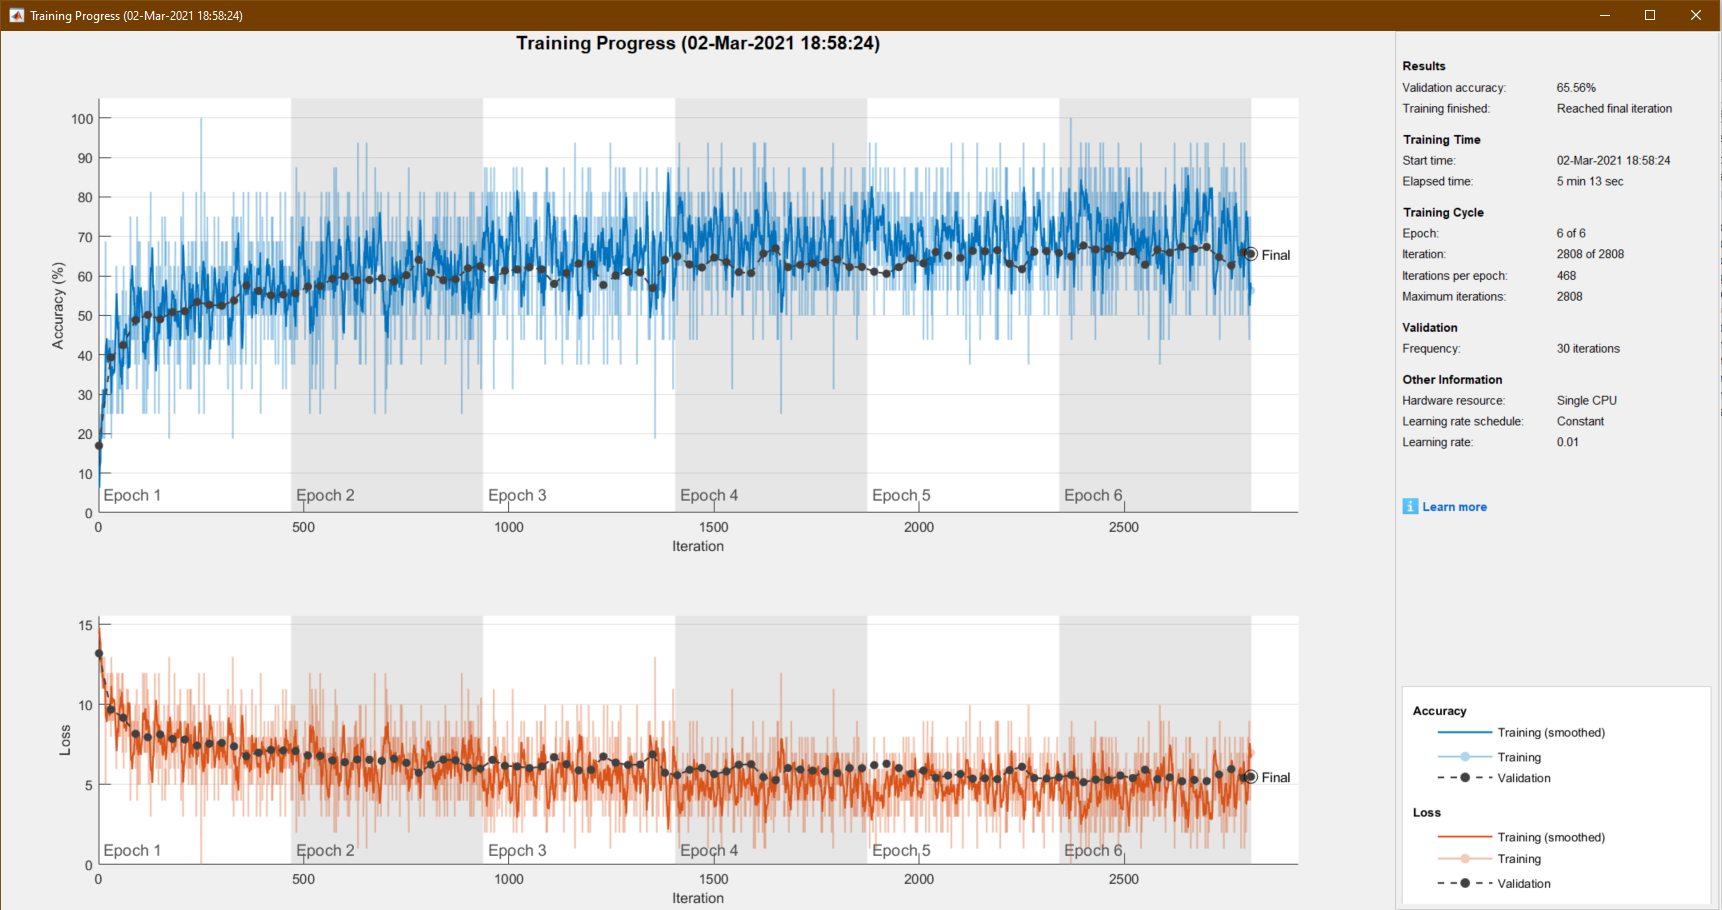 Training Progress (02-Mar-2021 18:58:24)
Training Progress (02-Mar-2021 18:58:24)
100
90
80
70
60
50
40
30
20
10
0
Accuracy (%)
Final
Epoch 1
Epoch 2
Epoch 3
Epoch 4
Epoch 5
Epoch 6
0
500
1000
1500
2000
2500
Iteration
15
10
5
0
Loss
Final
Epoch 1
Epoch 2
Epoch 3
Epoch 4
Epoch 5
Epoch 6
0
500
1000
1500
2000
2500
Iteration
Results
Validation accuracy: 65.56%
Training finished: Reached final iteration
Training Time
Start time: 02-Mar-2021 18:58:24
Elapsed time: 5 min 13 sec
Training Cycle
Epoch: 6 of 6
Iteration: 2808 of 2808
Iterations per epoch: 468
Maximum iterations: 2808
Validation
Frequency: 30 iterations
Other Information
Hardware resource: Single CPU
Learning rate schedule: Constant
Learning rate: 0.01
i Learn more
Accuracy
Training (smoothed)
Training
Validation
Loss
Training (smoothed)
Training
Validation